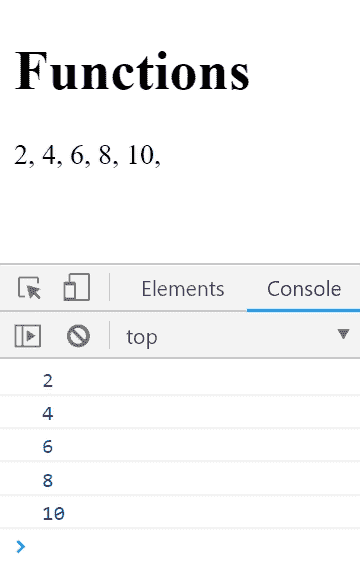 Functions
2, 4, 6, 8, 10,
Elements Console
top
2
4
6
8
10